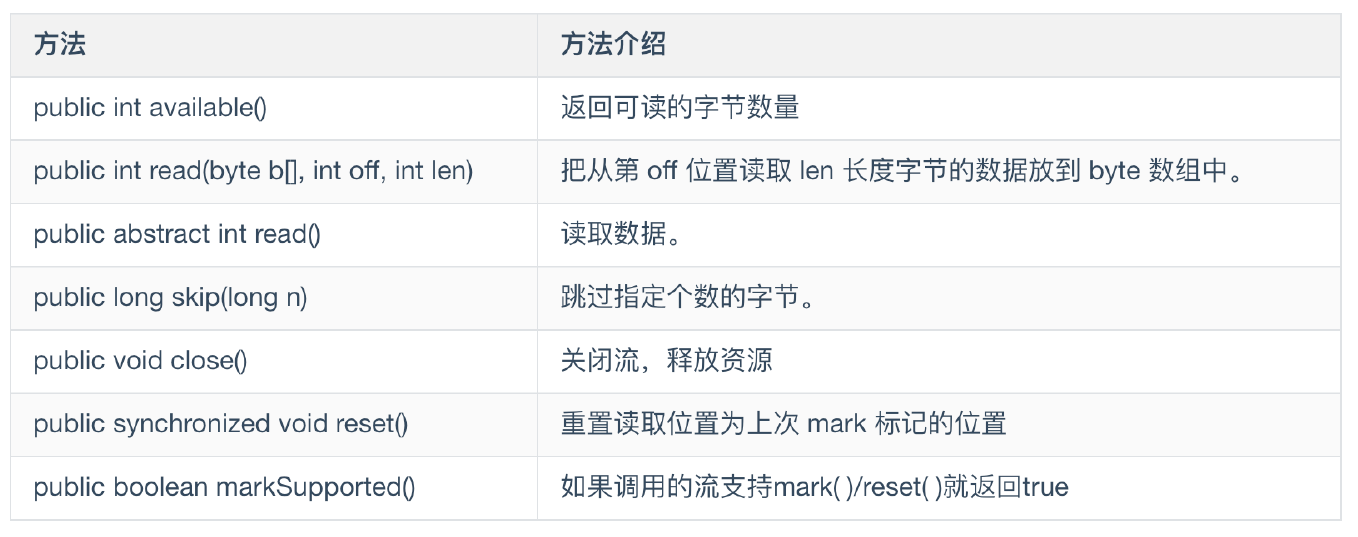 方法 方法介绍
public int available() 返回可读的字节数量
public int read(byte b[], int off, int len) 把从第 off 位置读取 len 长度字节的数据放到 byte 数组中。
public abstract int read() 读取数据。
public long skip(long n) 跳过指定个数的字节。
public void close() 关闭流，释放资源
public synchronized void reset() 重置读取位置为上次 mark 标记的位置
public boolean markSupported() 如果调用的流支持mark( )/reset( )就返回true